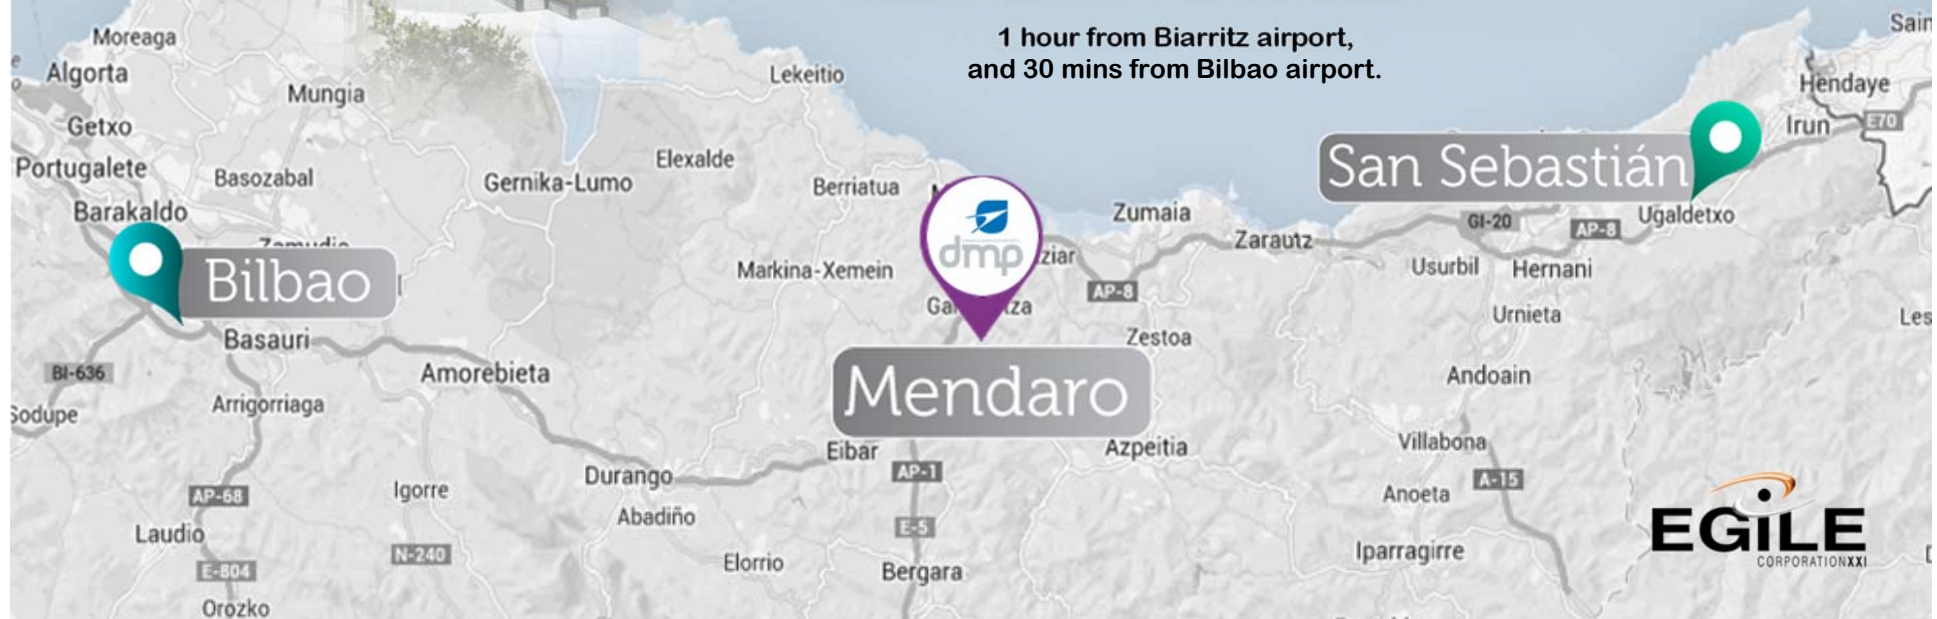 1 hour from Biarritz airport,
and 30 mins from Bilbao airport.
Moreaga
Algorta
Mungia
Getxo
Portugalete
Basozabal
Barakaldo
Zamudio
Bilbao
Basauri
BI-636
Sodupe
Arrigorriaga
Amorebieta
AP-68
Laudio
E-804
Orozko
Igorre
N-240
Gernika-Lumo
Elexalde
Lekeitio
Berriatua
Markina-Xemein
dmp
Mendaro
Eibar
Durango
Abadiño
Elorrio
AP-1
E-5
Bergara
Zumaia
AP-8
Zestoa
Azpeitia
Zarautz
San Sebastián
GI-20
AP-8
Ugaldetxo
Usurbil
Hernani
Urnieta
Andoain
Villabona
Anoeta
A-15
Iparragirre
Hendaye
Irun
E70
EGiLE
CORPORATIONXXI